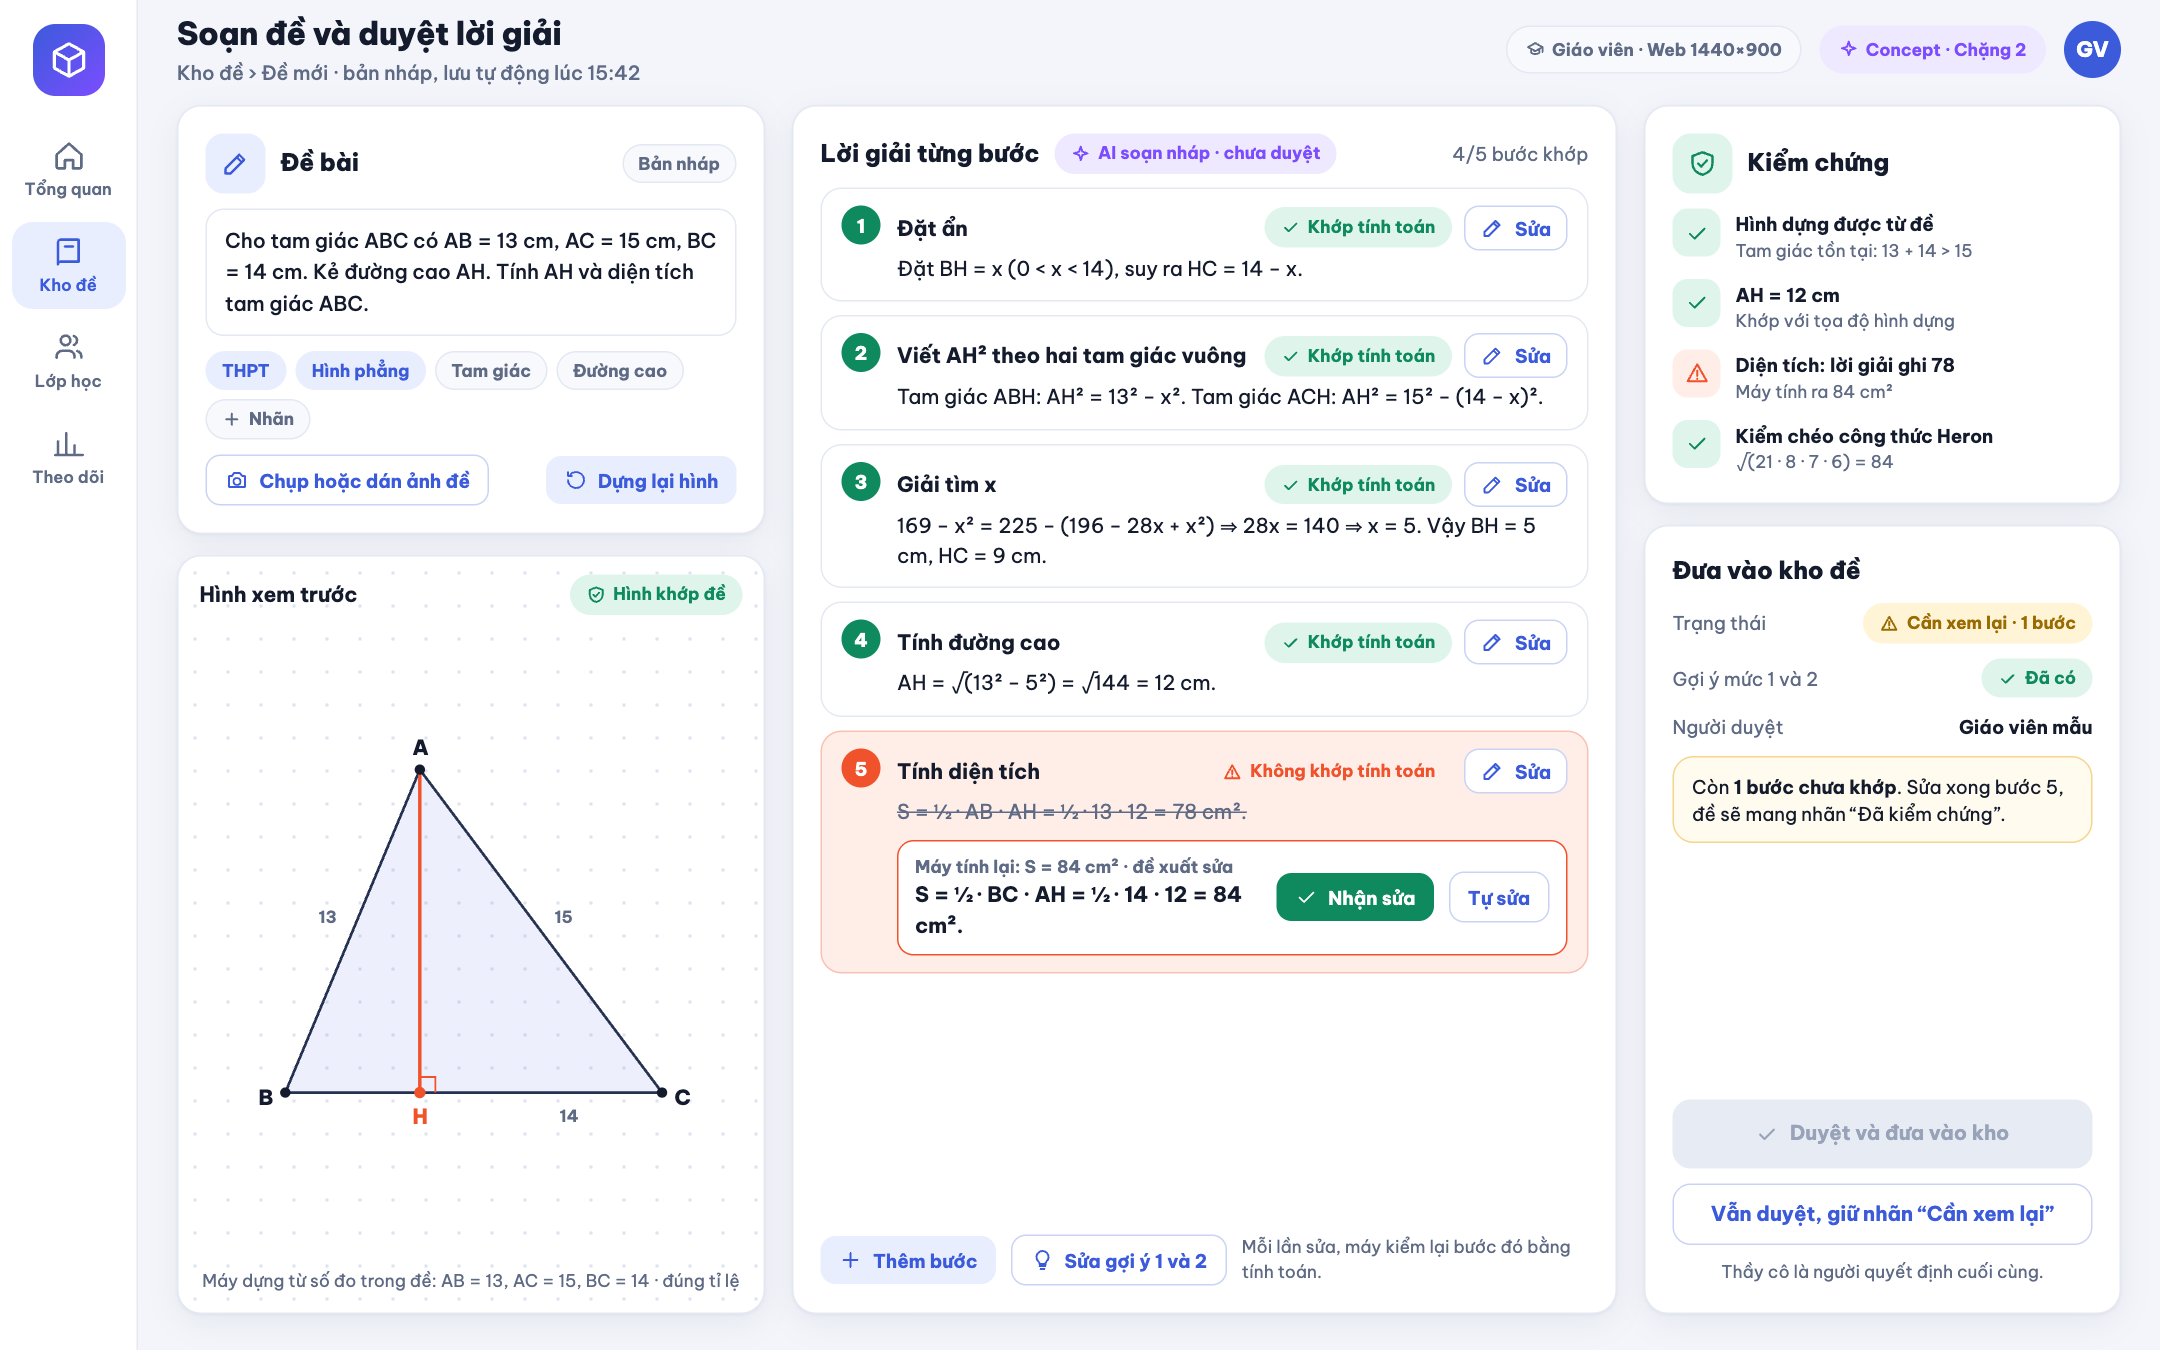 Soạn đề và duyệt lời giải
Kho đề › Đề mới · bản nháp, lưu tự động lúc 15:42
Giáo viên · Web 1440×900
Concept · Chặng 2
GV
Tổng quan
Kho đề
Lớp học
Theo dõi
Đề bài
Bản nháp
Cho tam giác ABC có AB = 13 cm, AC = 15 cm, BC
= 14 cm. Kẻ đường cao AH. Tính AH và diện tích
tam giác ABC.
THPT
Hình phẳng
Tam giác
Đường cao
+ Nhãn
Chụp hoặc dán ảnh đề
Dựng lại hình
Hình xem trước
Hình khớp đề
A
13
15
B
H
14
C
Máy dựng từ số đo trong đề: AB = 13, AC = 15, BC = 14 · đúng tỉ lệ
Lời giải từng bước
AI soạn nháp · chưa duyệt
4/5 bước khớp
1
Đặt ẩn
Khớp tính toán
Sửa
Đặt BH = x (0 < x < 14), suy ra HC = 14 − x.
2
Viết AH² theo hai tam giác vuông
Khớp tính toán
Sửa
Tam giác ABH: AH² = 13² − x². Tam giác ACH: AH² = 15² − (14 − x)².
3
Giải tìm x
Khớp tính toán
Sửa
169 − x² = 225 − (196 − 28x + x²) ⇒ 28x = 140 ⇒ x = 5. Vậy BH = 5
cm, HC = 9 cm.
4
Tính đường cao
Khớp tính toán
Sửa
AH = √(13² − 5²) = √144 = 12 cm.
5
Tính diện tích
Không khớp tính toán
Sửa
S = ½ · AB · AH = ½ · 13 · 12 = 78 cm².
Máy tính lại: S = 84 cm² · đề xuất sửa
S = ½ · BC · AH = ½ · 14 · 12 = 84
cm².
Nhận sửa
Tự sửa
+ Thêm bước
Sửa gợi ý 1 và 2
Mỗi lần sửa, máy kiểm lại bước đó bằng
tính toán.
Kiểm chứng
Hình dựng được từ đề
Tam giác tồn tại: 13 + 14 > 15
AH = 12 cm
Khớp với tọa độ hình dựng
Diện tích: lời giải ghi 78
Máy tính ra 84 cm²
Kiểm chéo công thức Heron
√(21 · 8 · 7 · 6) = 84
Đưa vào kho đề
Trạng thái
Cần xem lại · 1 bước
Gợi ý mức 1 và 2
Đã có
Người duyệt
Giáo viên mẫu
Còn 1 bước chưa khớp. Sửa xong bước 5,
đề sẽ mang nhãn “Đã kiểm chứng”.
Duyệt và đưa vào kho
Vẫn duyệt, giữ nhãn “Cần xem lại”
Thầy cô là người quyết định cuối cùng.